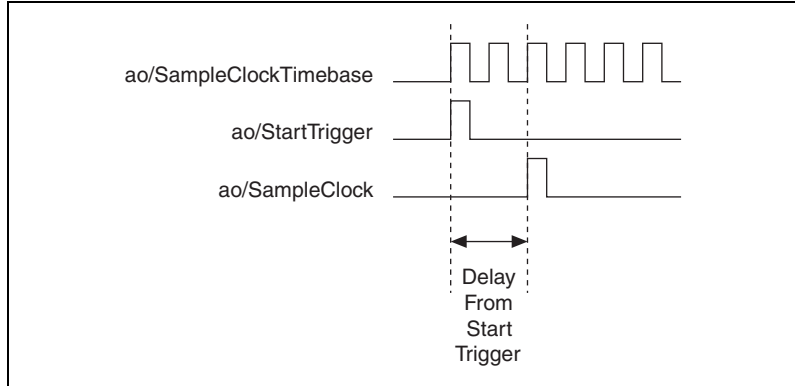 ao/SampleClockTimebase
ao/StartTrigger
ao/SampleClock
Delay
From
Start
Trigger